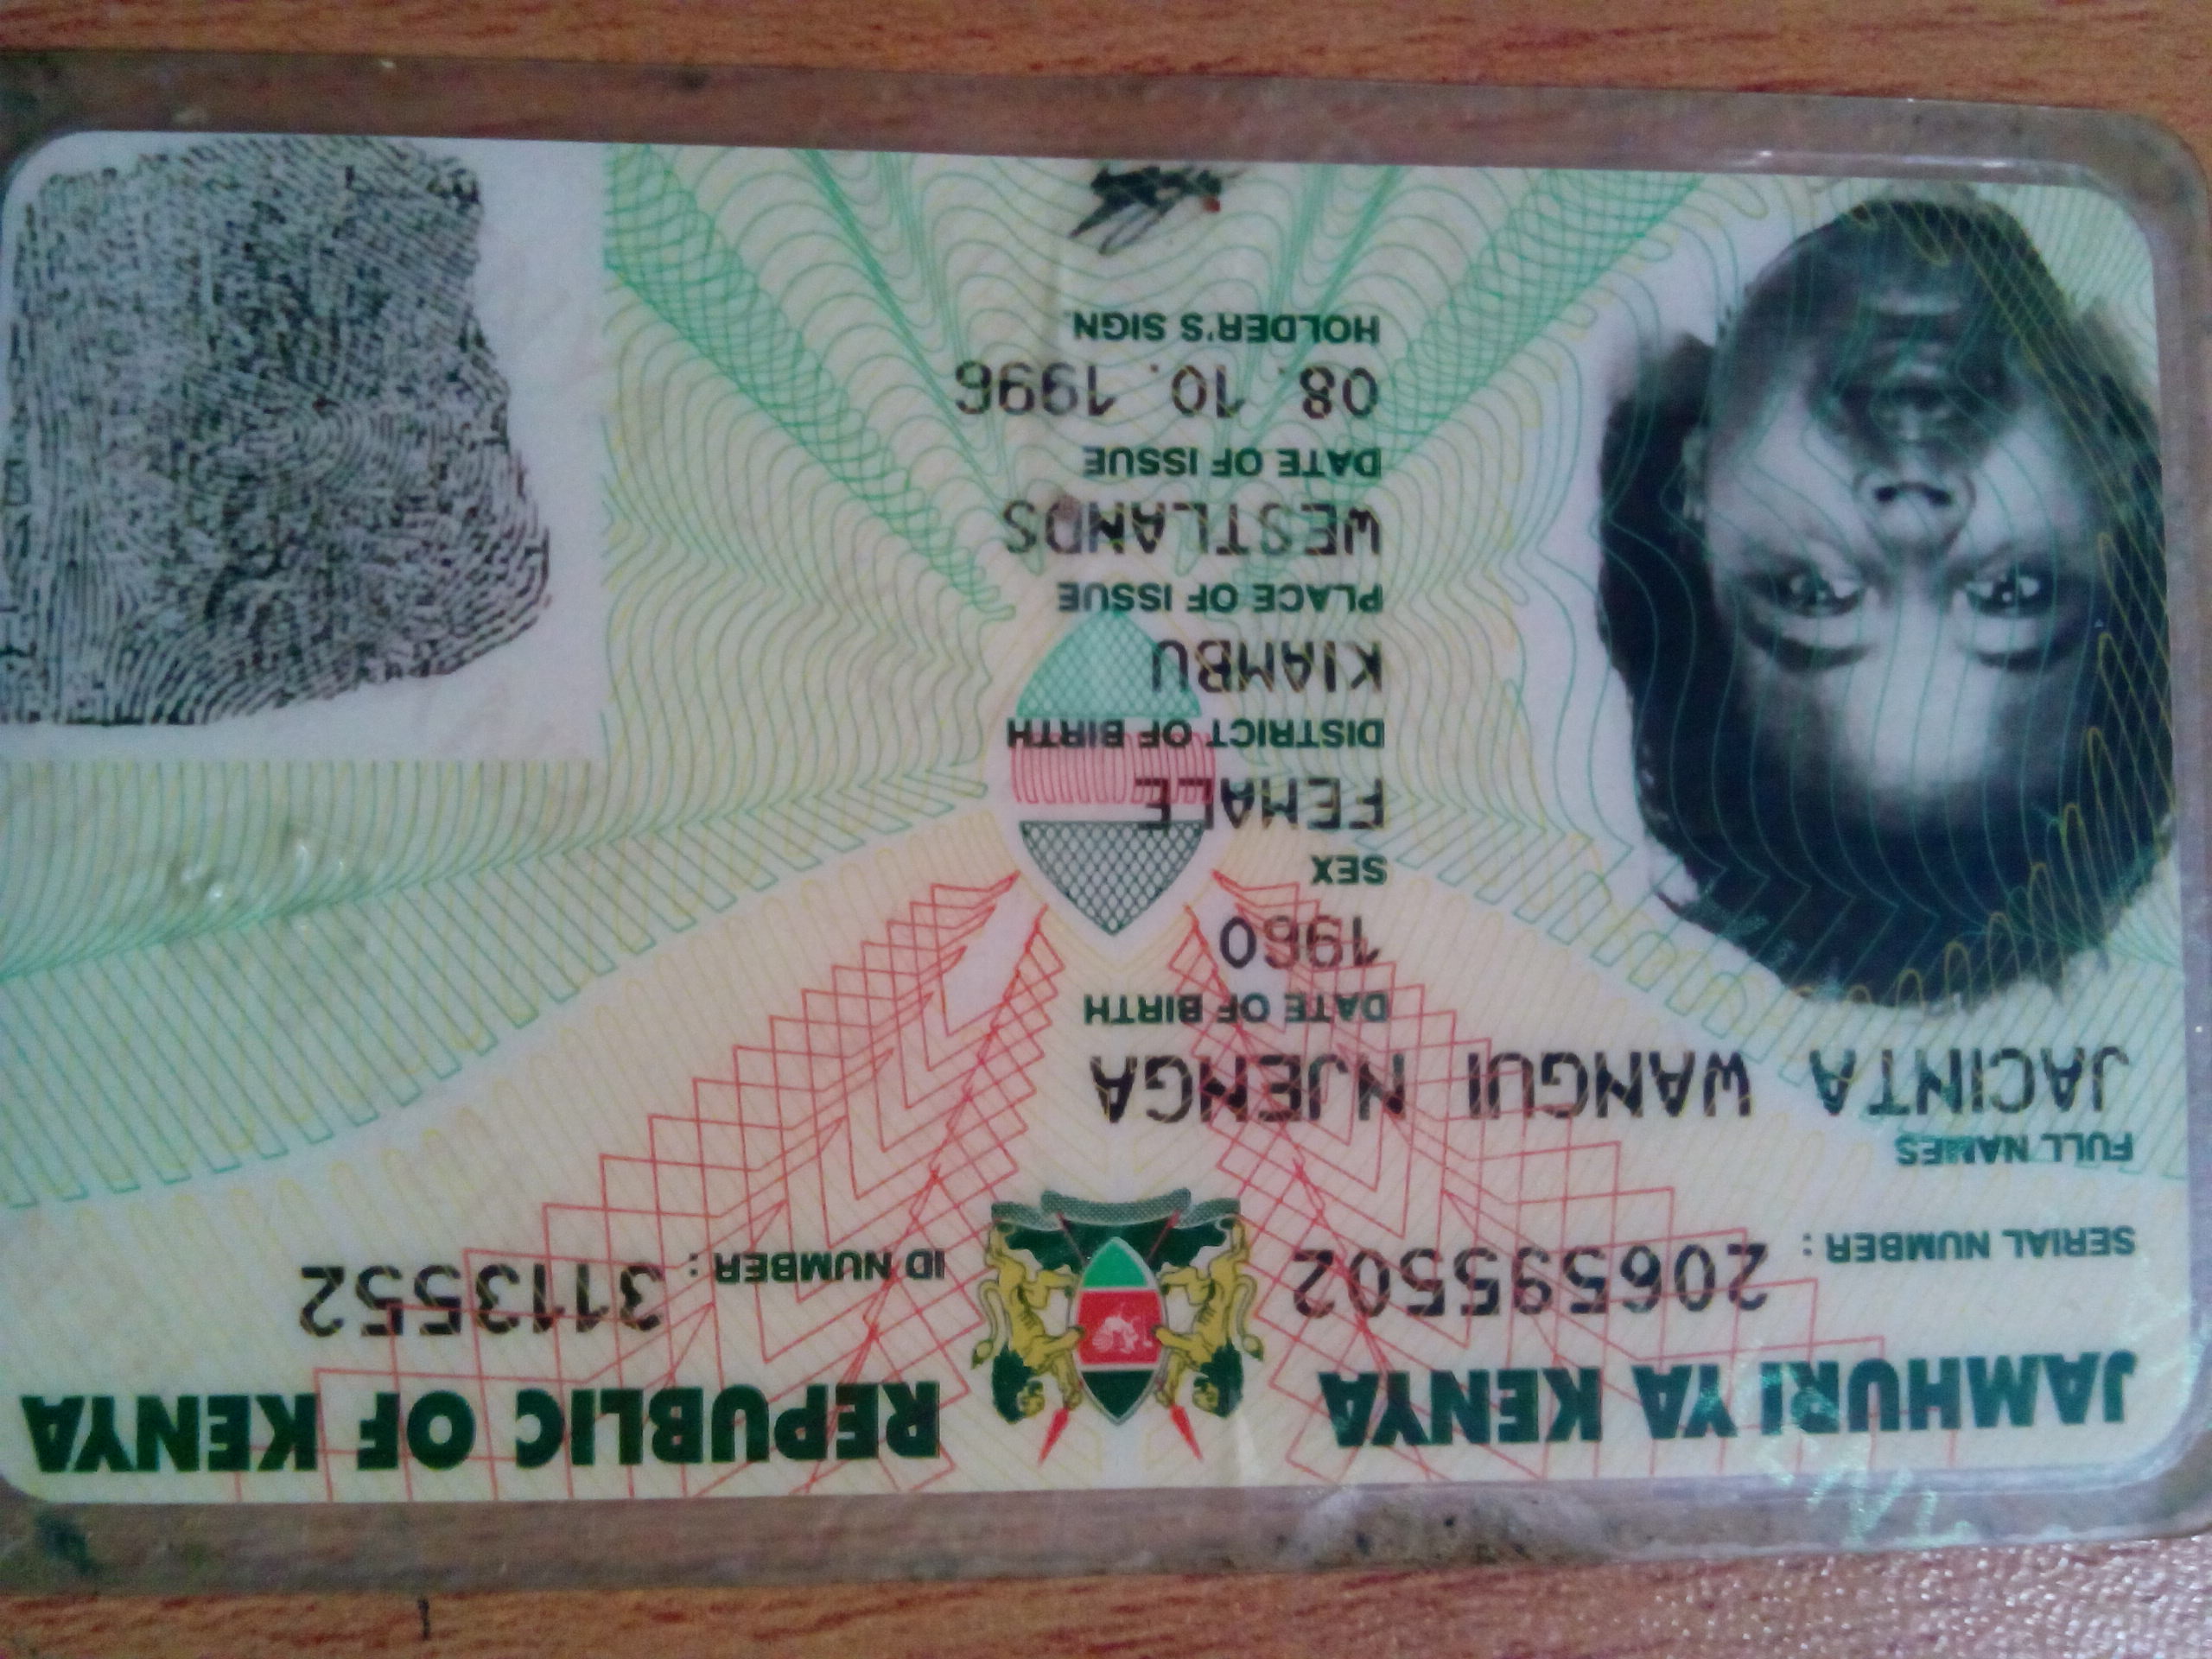 JAMHURI YA KENYA
REPUBLIC OF KENYA
SERIAL NUMBER : 206595502
ID NUMBER : 3113552
FULL NAMES
JACINTA WANGUI NJENGA
DATE OF BIRTH
1960
SEX
FEMALE
DISTRICT OF BIRTH
KIAMBU
PLACE OF ISSUE
WESTLANDS
DATE OF ISSUE
08. 10. 1996
HOLDER'S SIGN.